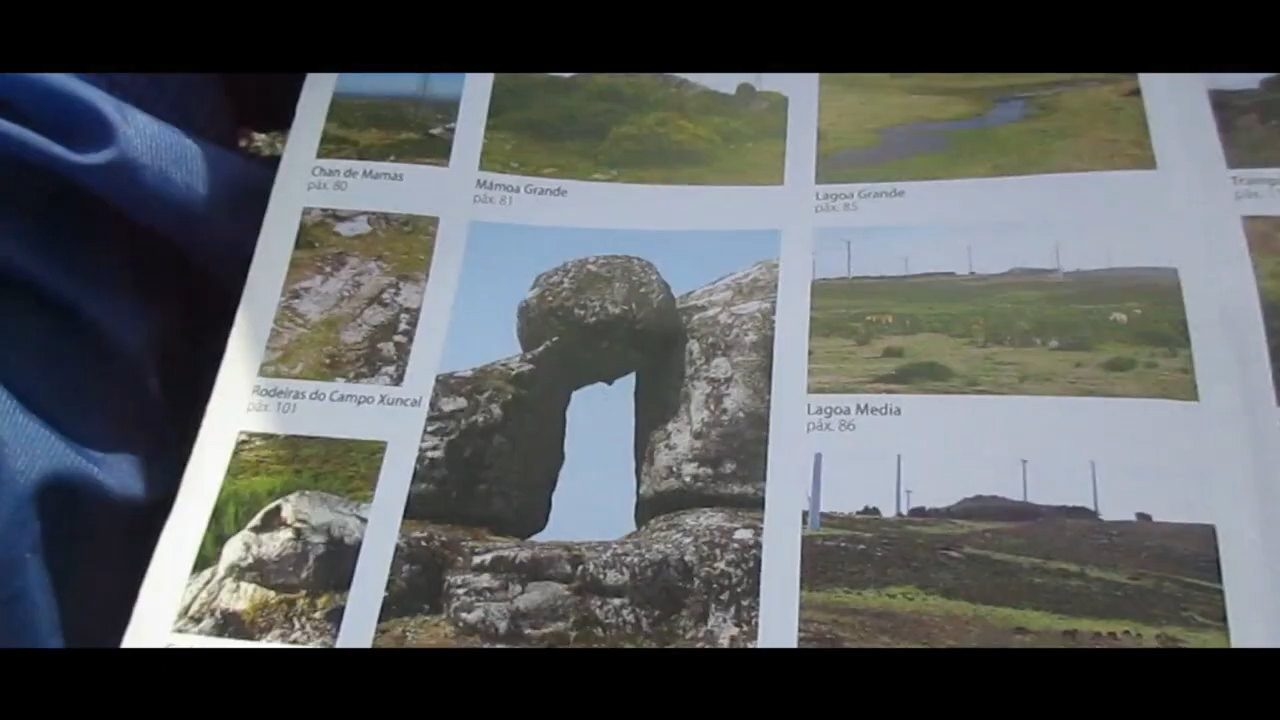 Chan de Mamas
páx. 80
Mámoa Grande
páx. 81
Lagoa Grande
páx. 85
Rodeiras do Campo Xuncal
páx. 101
Lagoa Media
páx. 86